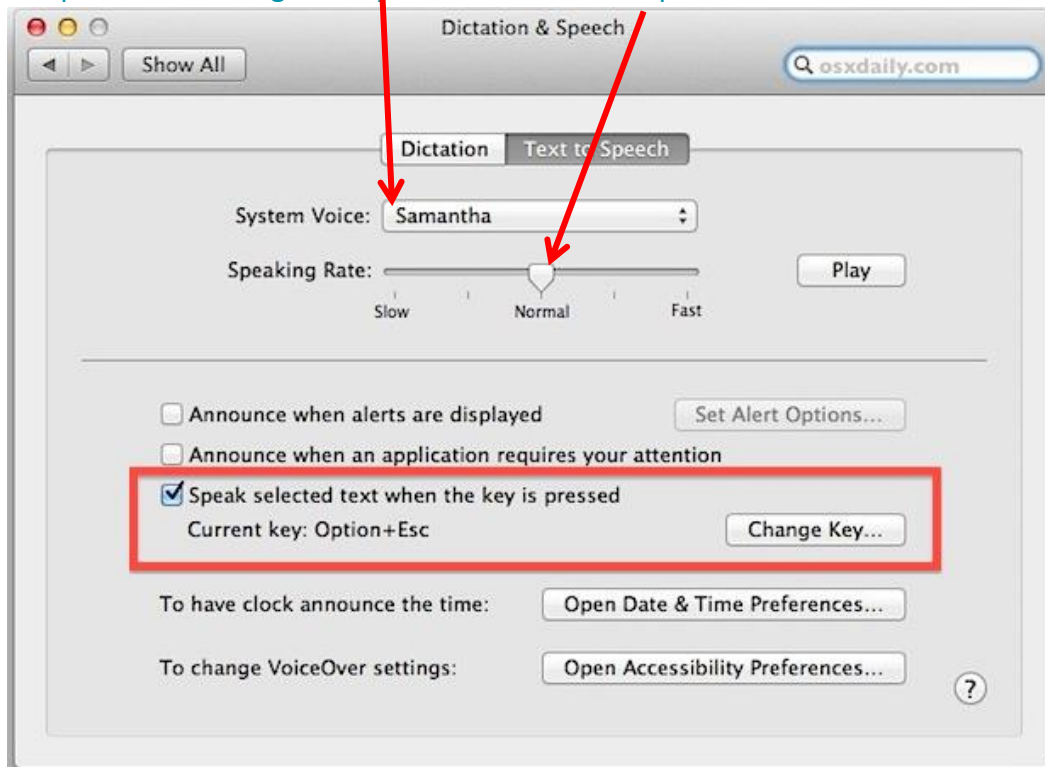 Dictation & Speech
Show All
osxdaily.com
Dictation Text to Speech
System Voice: Samantha
Speaking Rate:
Play
Slow Normal Fast
Announce when alerts are displayed Set Alert Options...
Announce when an application requires your attention
Speak selected text when the key is pressed
Current key: Option+Esc Change Key...
To have clock announce the time: Open Date & Time Preferences...
To change VoiceOver settings: Open Accessibility Preferences...
?